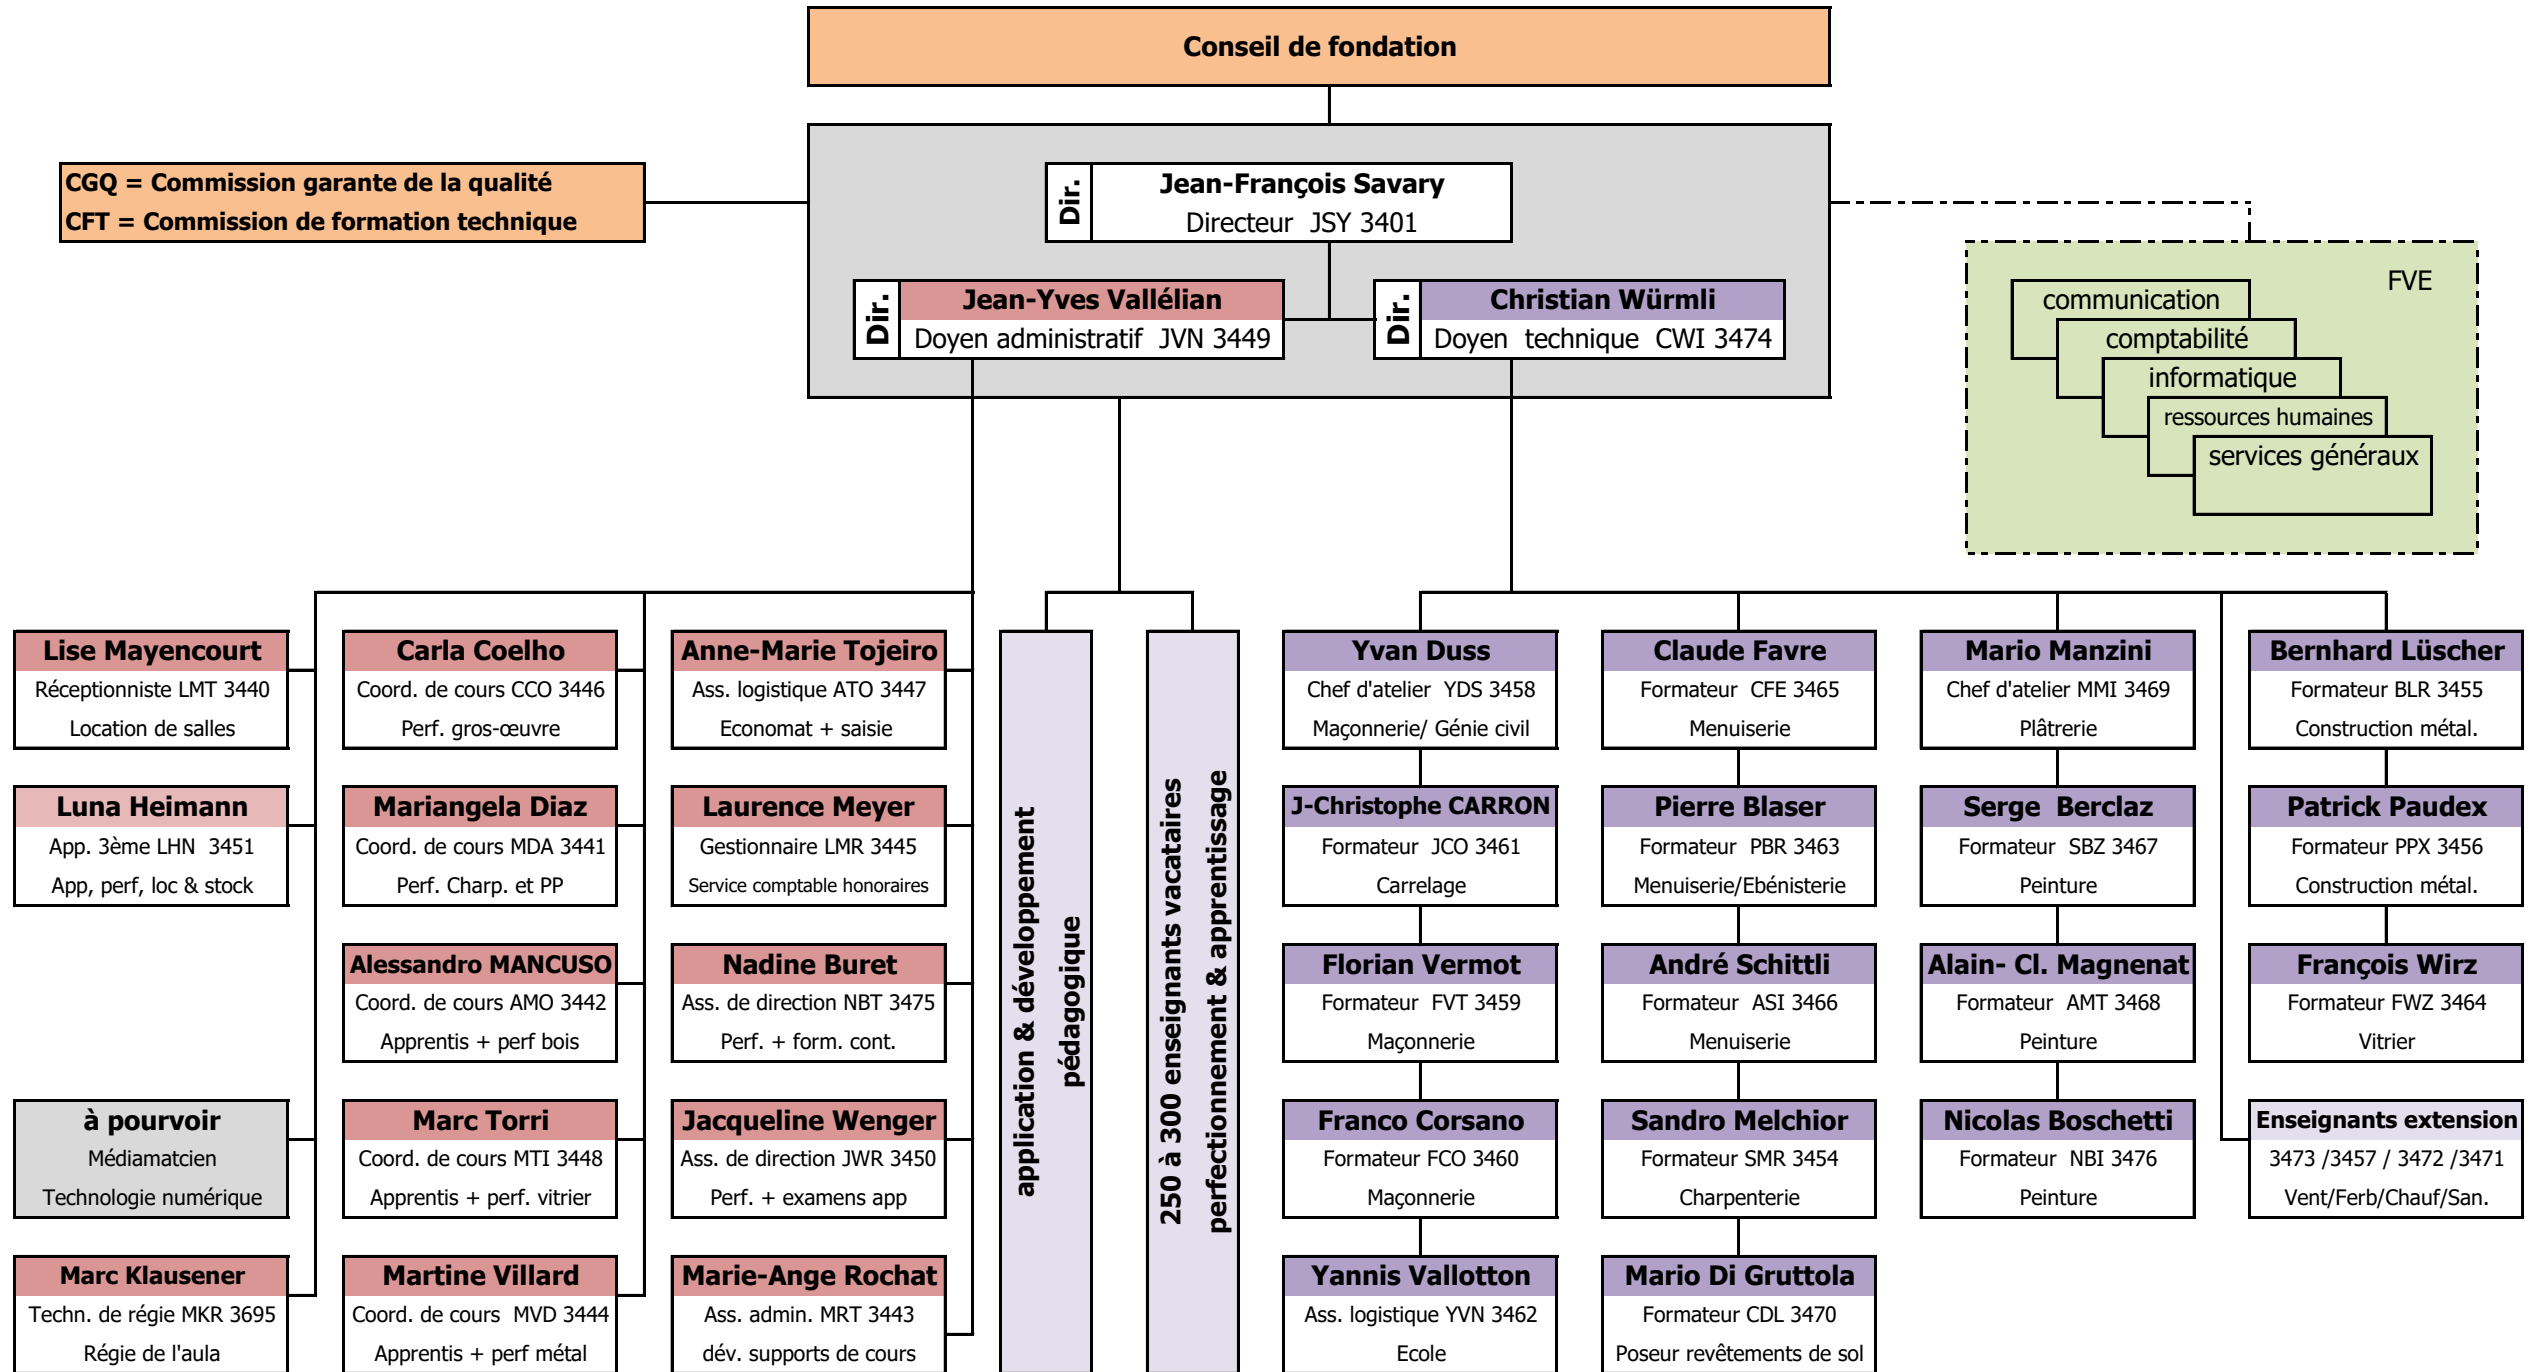 Conseil de fondation
CGQ = Commission garante de la qualité
CFT = Commission de formation technique
Dir.
Jean-François Savary
Directeur JSY 3401
Dir.
Jean-Yves Vallélian
Doyen administratif JVN 3449
Dir.
Christian Würmli
Doyen technique CWI 3474
FVE
communication
comptabilité
informatique
ressources humaines
services généraux
Lise Mayencourt
Réceptionniste LMT 3440
Location de salles
Luna Heimann
App. 3ème LHN 3451
App, perf, loc & stock
à pourvoir
Médiamatcien
Technologie numérique
Marc Klausener
Techn. de régie MKR 3695
Régie de l'aula
Carla Coelho
Coord. de cours CCO 3446
Perf. gros-œuvre
Mariangela Diaz
Coord. de cours MDA 3441
Perf. Charp. et PP
Alessandro MANCUSO
Coord. de cours AMO 3442
Apprentis + perf bois
Marc Torri
Coord. de cours MTI 3448
Apprentis + perf. vitrier
Martine Villard
Coord. de cours MVD 3444
Apprentis + perf métal
Anne-Marie Tojeiro
Ass. logistique ATO 3447
Economat + saisie
Laurence Meyer
Gestionnaire LMR 3445
Service comptable honoraires
Nadine Buret
Ass. de direction NBT 3475
Perf. + form. cont.
Jacqueline Wenger
Ass. de direction JWR 3450
Perf. + examens app
Marie-Ange Rochat
Ass. admin. MRT 3443
dév. supports de cours
application & développement
pédagogique
250 à 300 enseignants vacataires
perfectionnement & apprentissage
Yvan Duss
Chef d'atelier YDS 3458
Maçonnerie/ Génie civil
J-Christophe CARRON
Formateur JCO 3461
Carrelage
Florian Vermot
Formateur FVT 3459
Maçonnerie
Franco Corsano
Formateur FCO 3460
Maçonnerie
Yannis Vallotton
Ass. logistique YVN 3462
Ecole
Claude Favre
Formateur CFE 3465
Menuiserie
Pierre Blaser
Formateur PBR 3463
Menuiserie/Ebénisterie
André Schittli
Formateur ASI 3466
Menuiserie
Sandro Melchior
Formateur SMR 3454
Charpenterie
Mario Di Gruttola
Formateur CDL 3470
Poseur revêtements de sol
Mario Manzini
Chef d'atelier MMI 3469
Plâtrerie
Serge Berclaz
Formateur SBZ 3467
Peinture
Alain- Cl. Magnenat
Formateur AMT 3468
Peinture
Nicolas Boschetti
Formateur NBI 3476
Peinture
Bernhard Lüscher
Formateur BLR 3455
Construction métal.
Patrick Paudex
Formateur PPX 3456
Construction métal.
François Wirz
Formateur FWZ 3464
Vitrier
Enseignants extension
3473 /3457 / 3472 /3471
Vent/Ferb/Chauf/San.